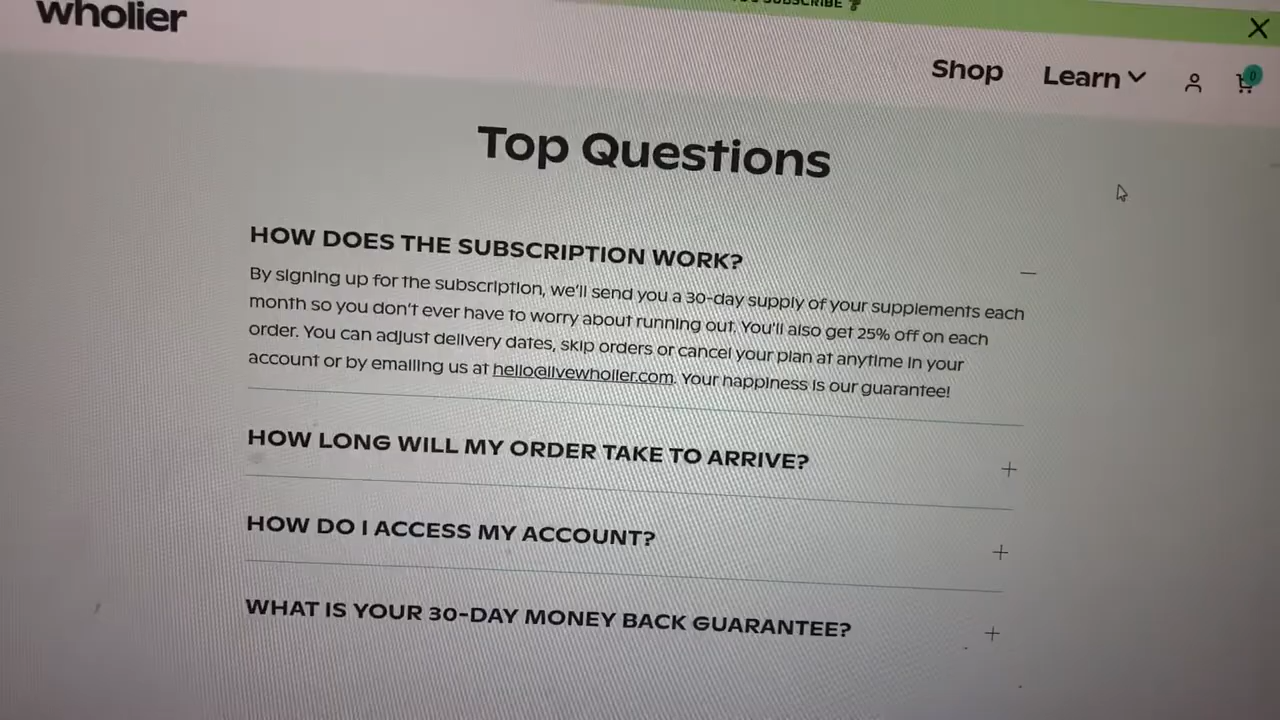 SUBSCRIBE
wholier
Shop Learn
0
Top Questions
HOW DOES THE SUBSCRIPTION WORK?
By signing up for the subscription, we'll send you a 30-day supply of your supplements each
month so you don't ever have to worry about running out. You'll also get 25% off on each
order. You can adjust delivery dates, skip orders or cancel your plan at anytime in your
account or by emailing us at hello@livewholier.com. Your happiness is our guarantee!
HOW LONG WILL MY ORDER TAKE TO ARRIVE?
HOW DO I ACCESS MY ACCOUNT?
WHAT IS YOUR 30-DAY MONEY BACK GUARANTEE?